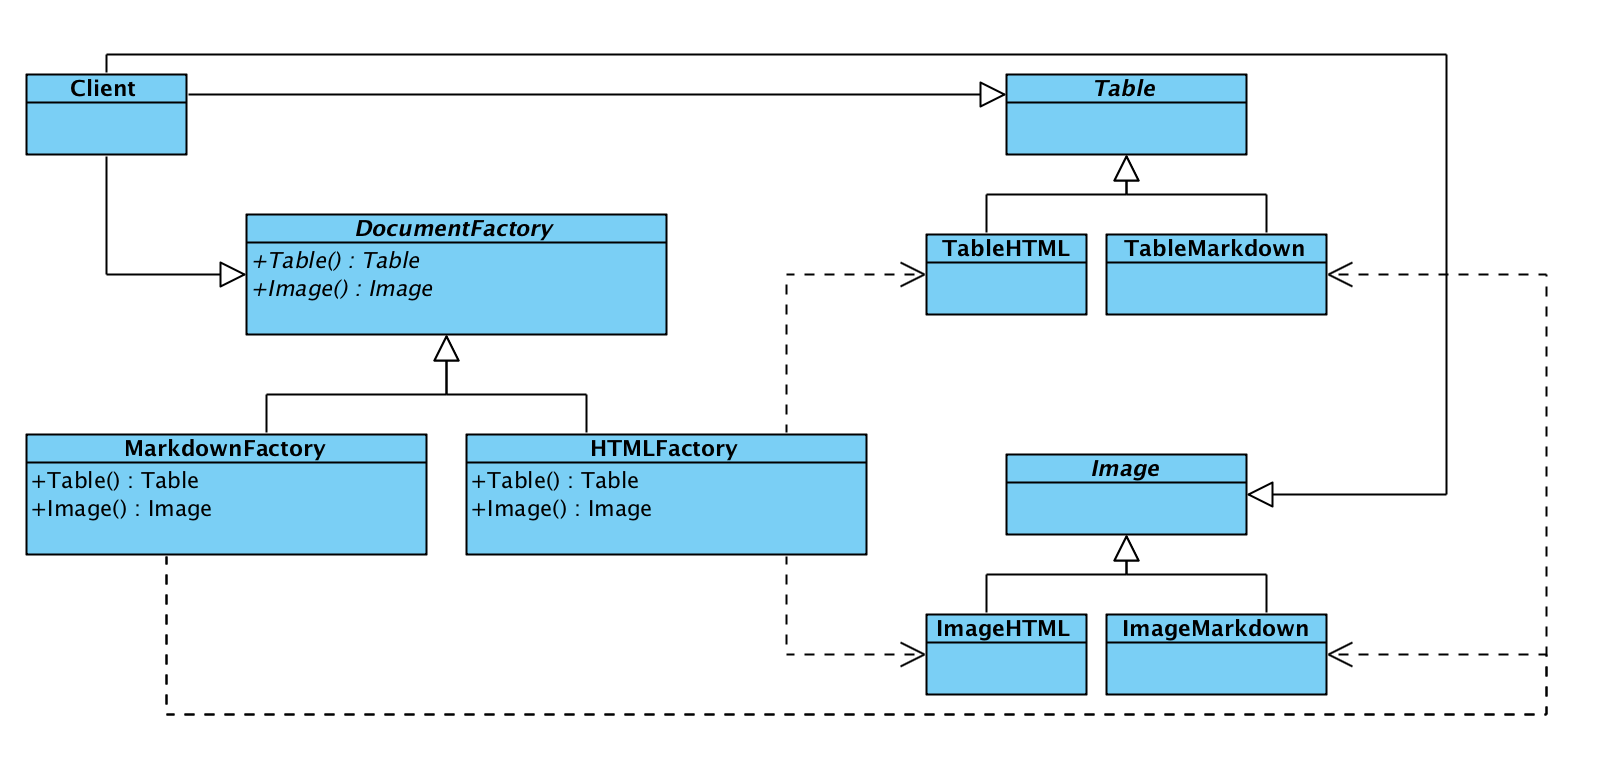 Client
Table
DocumentFactory
+Table() : Table
+Image() : Image
TableHTML
TableMarkdown
MarkdownFactory
+Table() : Table
+Image() : Image
HTMLFactory
+Table() : Table
+Image() : Image
Image
ImageHTML
ImageMarkdown